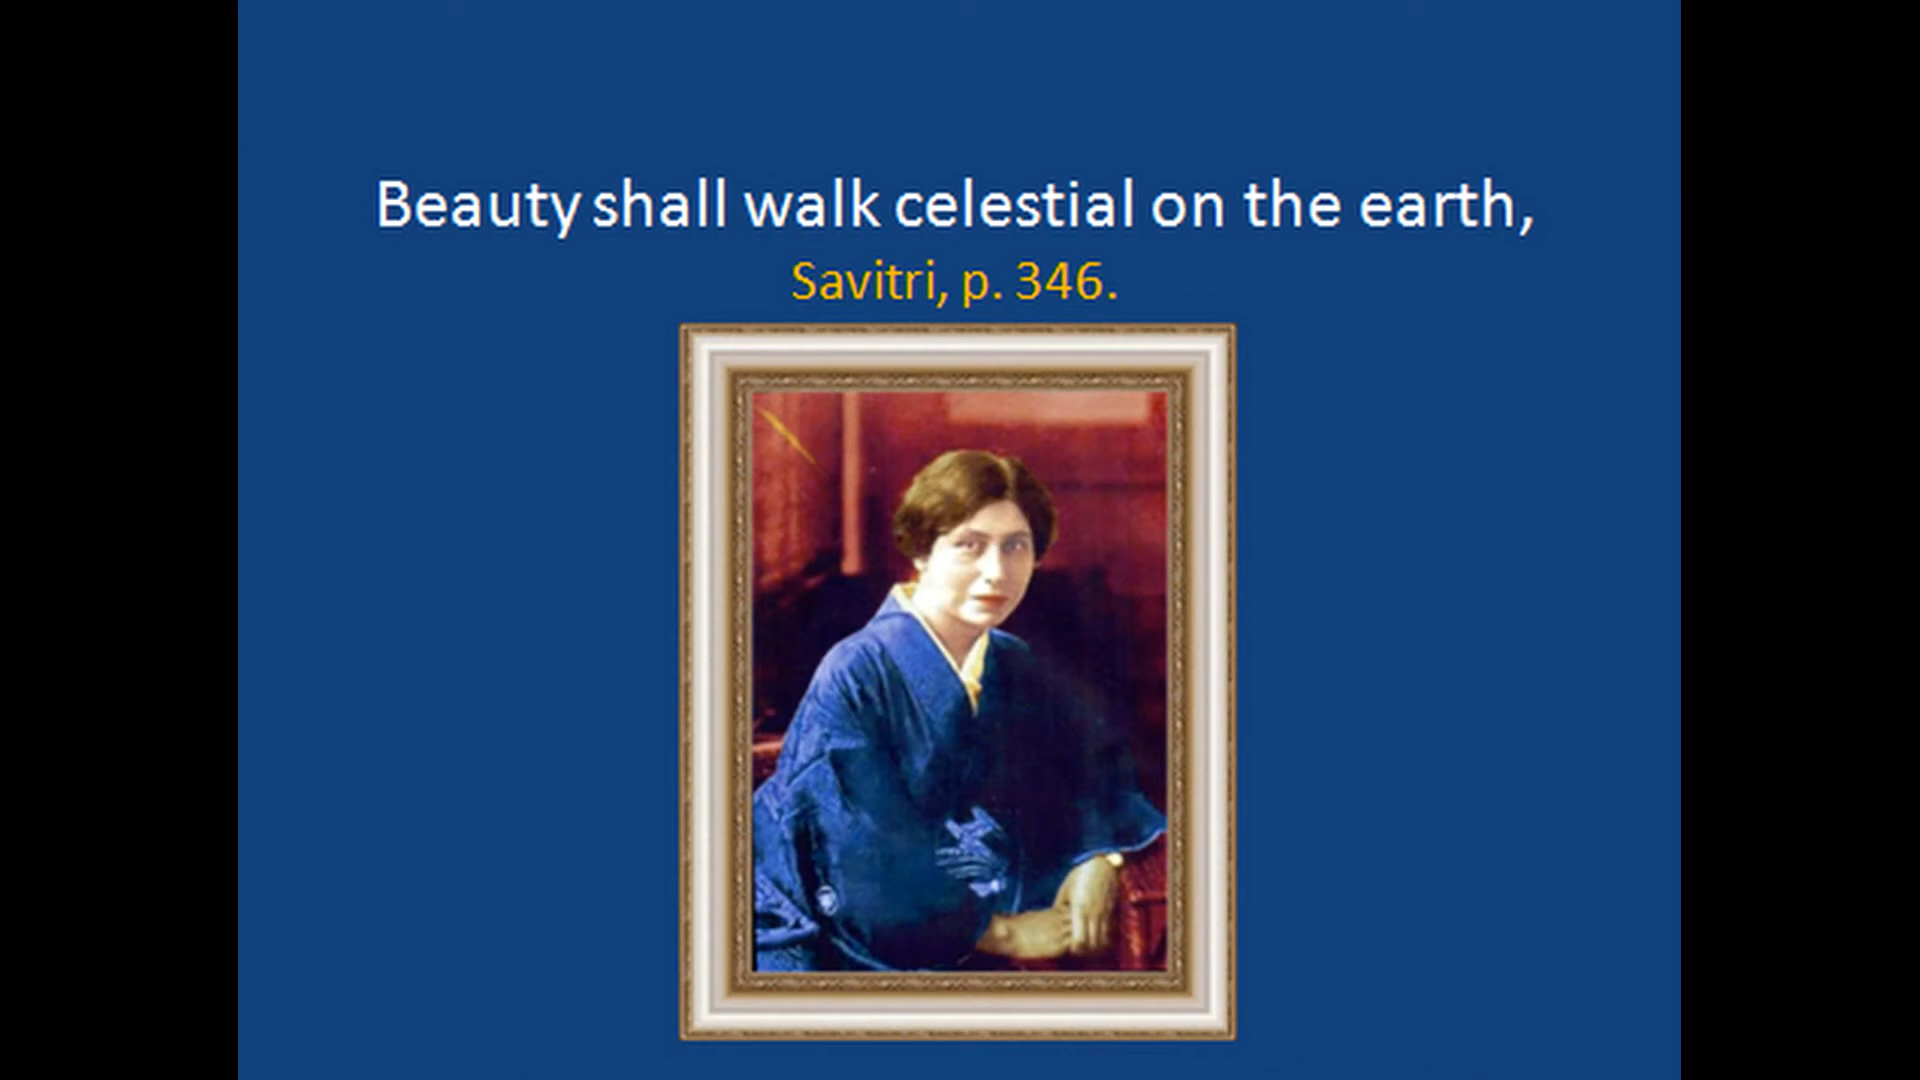 Beauty shall walk celestial on the earth,
Savitri, p. 346.